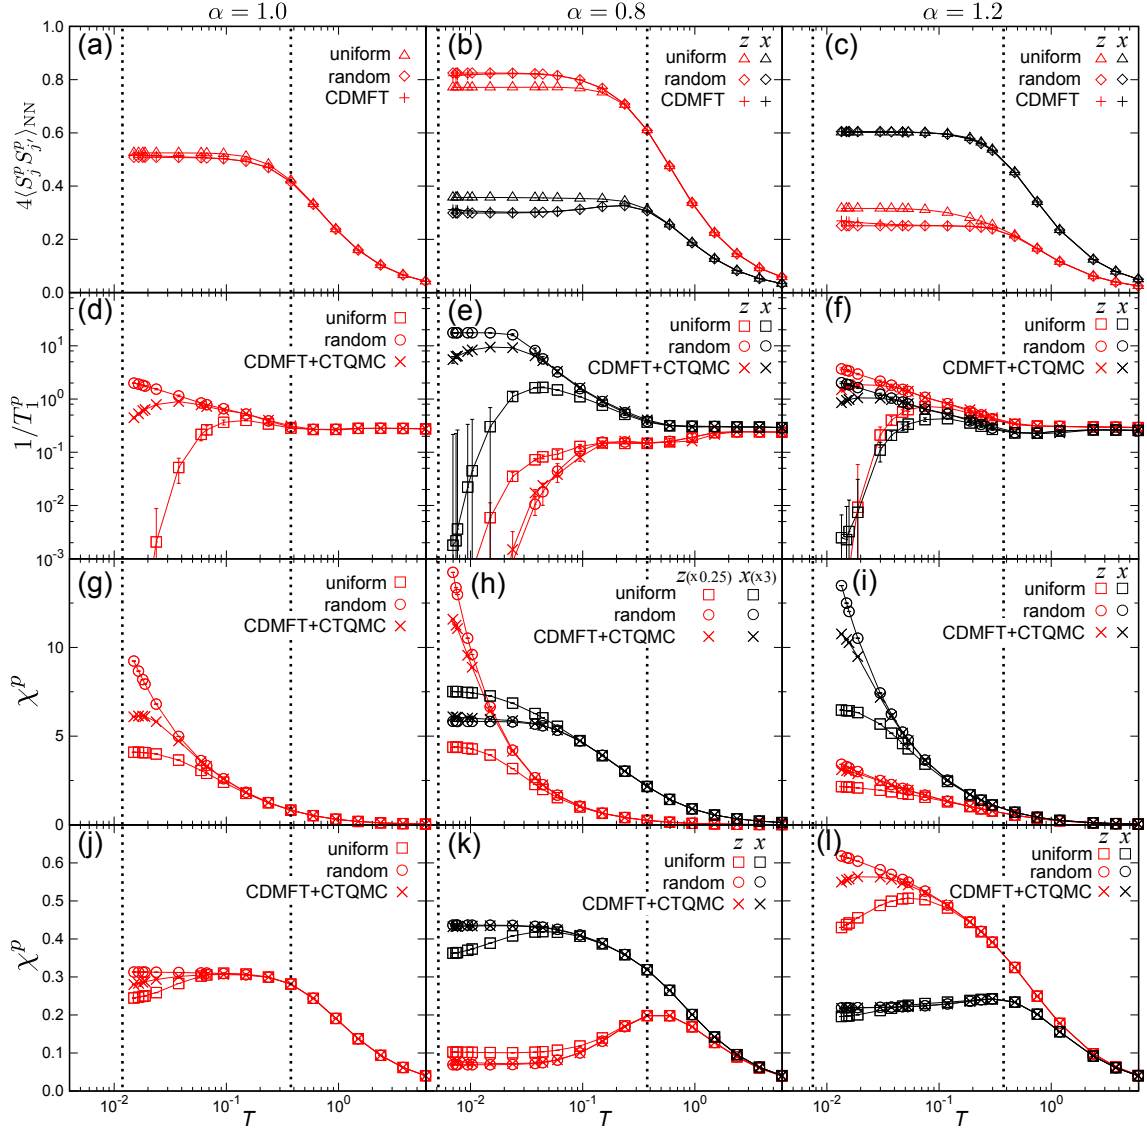 α = 1.0 α = 0.8 α = 1.2
(a) uniform random CDMFT
(b) z x uniform random CDMFT
(c) z x uniform random CDMFT
4⟨S_j^p S_{j'}^p⟩_NN
1.0
0.8
0.6
0.4
0.2
0.0
(d) uniform random CDMFT+CTQMC
(e) z x uniform random CDMFT+CTQMC
(f) z x uniform random CDMFT+CTQMC
1/T_1^p
10^1
10^0
10^-1
10^-2
10^-3
(g) uniform random CDMFT+CTQMC
(h) z(x0.25) x(x3) uniform random CDMFT+CTQMC
(i) z x uniform random CDMFT+CTQMC
χ^p
10
5
0
(j) uniform random CDMFT+CTQMC
(k) z x uniform random CDMFT+CTQMC
(l) z x uniform random CDMFT+CTQMC
χ^p
0.6
0.5
0.4
0.3
0.2
0.1
0.0
10^-2 10^-1 10^0 10^-2 10^-1 10^0 10^-2 10^-1 10^0
T T T